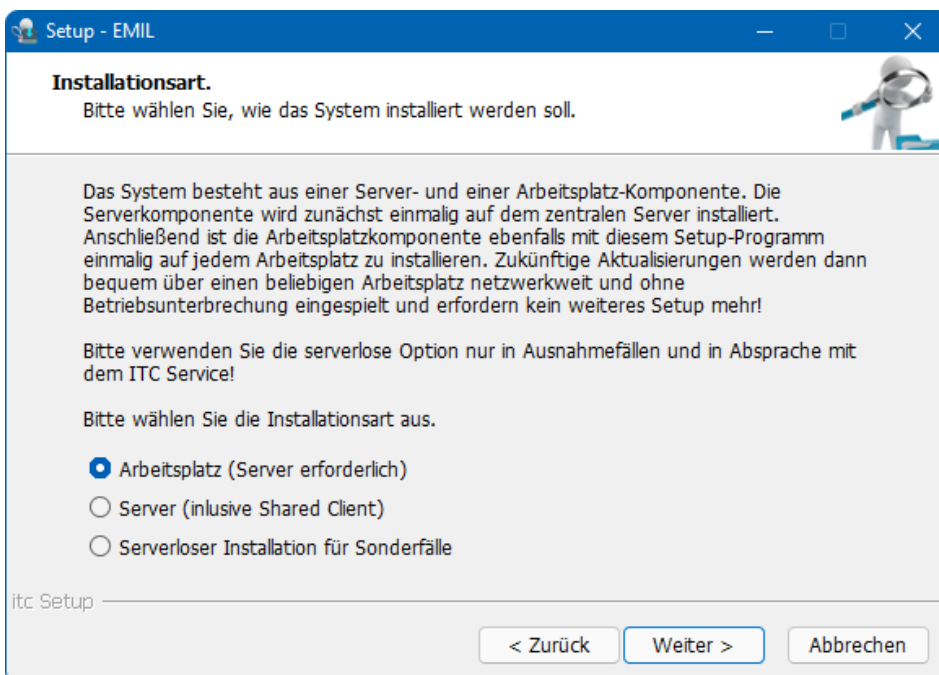 Setup - EMIL
Installationsart.
Bitte wählen Sie, wie das System installiert werden soll.
Das System besteht aus einer Server- und einer Arbeitsplatz-Komponente. Die
Serverkomponente wird zunächst einmalig auf dem zentralen Server installiert.
Anschließend ist die Arbeitsplatzkomponente ebenfalls mit diesem Setup-Programm
einmalig auf jedem Arbeitsplatz zu installieren. Zukünftige Aktualisierungen werden dann
bequem über einen beliebigen Arbeitsplatz netzwerkweit und ohne
Betriebsunterbrechung eingespielt und erfordern kein weiteres Setup mehr!
Bitte verwenden Sie die serverlose Option nur in Ausnahmefällen und in Absprache mit
dem ITC Service!
Bitte wählen Sie die Installationsart aus.
Arbeitsplatz (Server erforderlich)
Server (inlusive Shared Client)
Serverloser Installation für Sonderfälle
itc Setup
< Zurück Weiter > Abbrechen